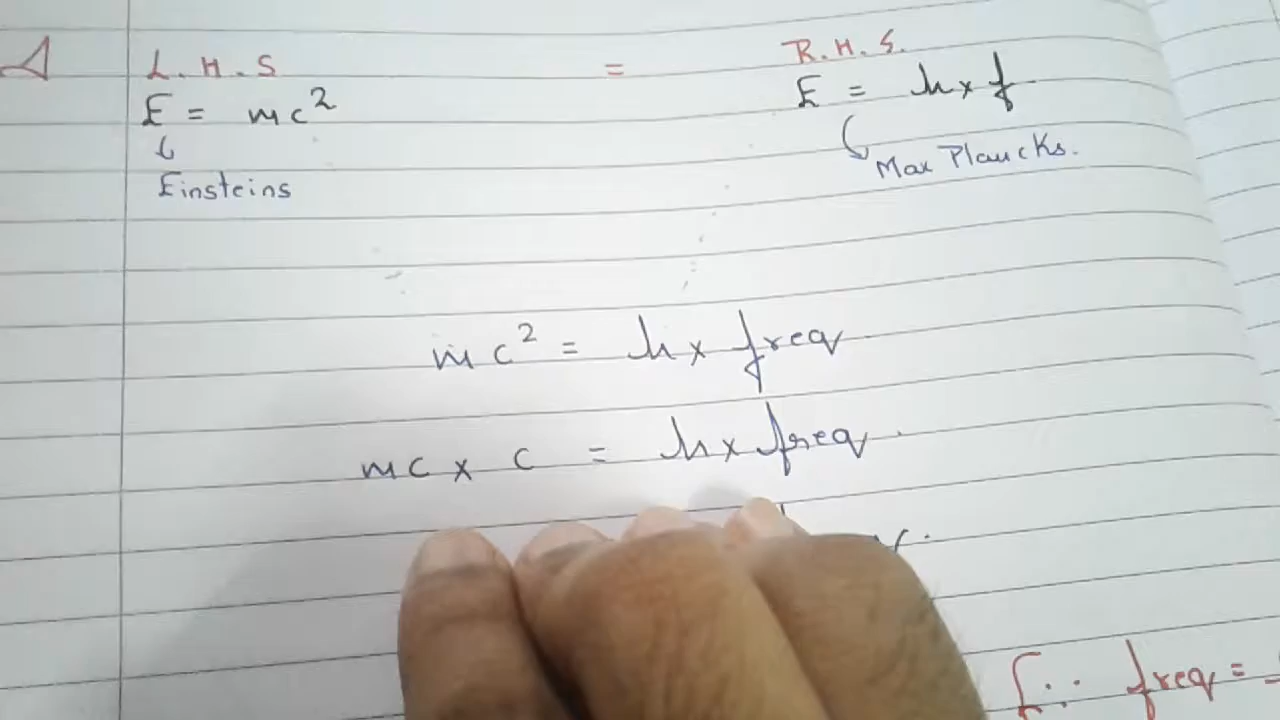 L.H.S = R.H.S.
E = mc² E = h x f
Einsteins Max Plancks.
mc² = h x freq
mc x c = h x freq.
[∵ freq =